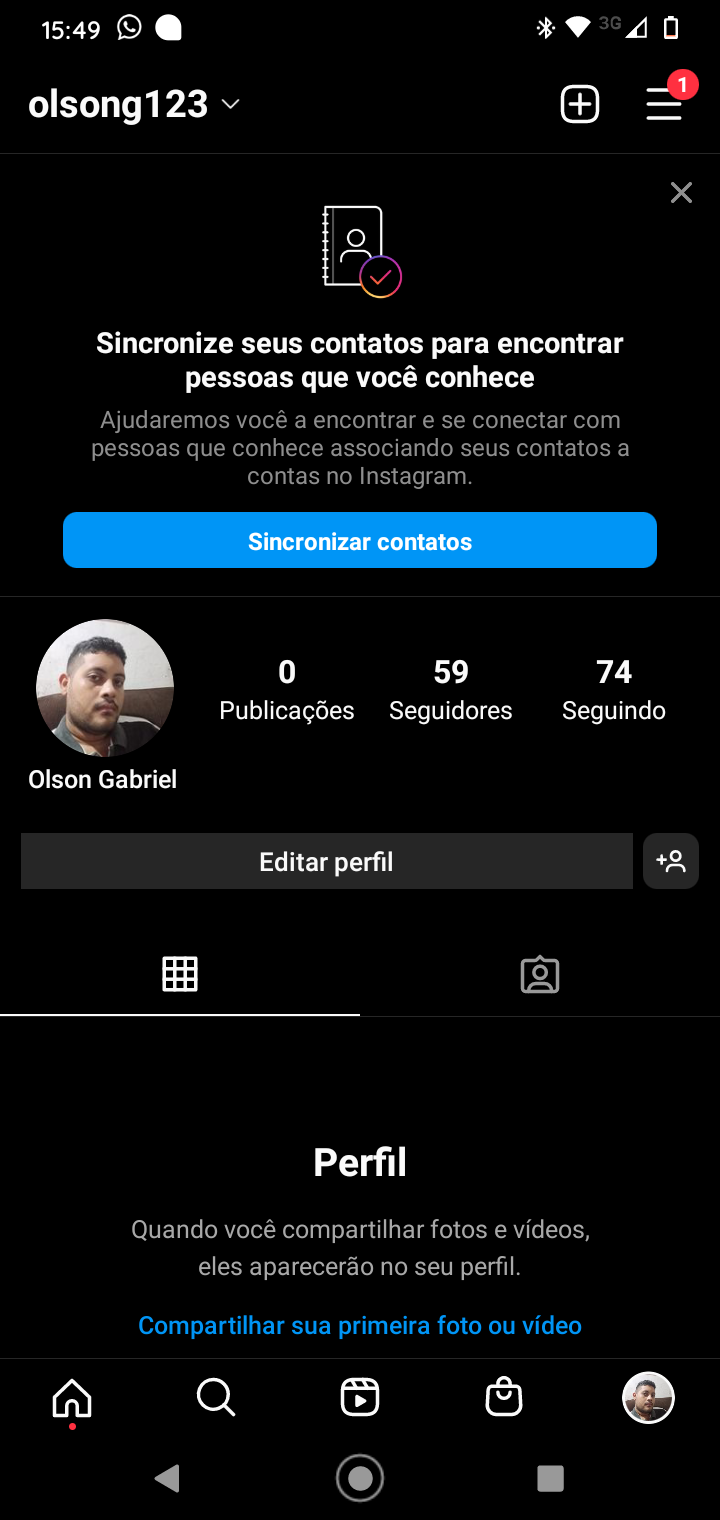 15:49
3G
olsong123
1
Sincronize seus contatos para encontrar
pessoas que você conhece
Ajudaremos você a encontrar e se conectar com
pessoas que conhece associando seus contatos a
contas no Instagram.
Sincronizar contatos
0
Publicações
59
Seguidores
74
Seguindo
Olson Gabriel
Editar perfil
Perfil
Quando você compartilhar fotos e vídeos,
eles aparecerão no seu perfil.
Compartilhar sua primeira foto ou vídeo